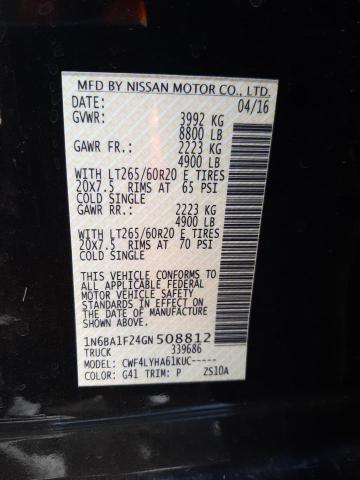 MFD BY NISSAN MOTOR CO., LTD.
DATE: 04/16
GVWR: 3992 KG
8800 LB
GAWR FR.: 2223 KG
4900 LB
WITH LT265/60R20 E TIRES
20X7.5 RIMS AT 65 PSI
COLD SINGLE
GAWR RR.: 2223 KG
4900 LB
WITH LT265/60R20 E TIRES
20X7.5 RIMS AT 70 PSI
COLD SINGLE
THIS VEHICLE CONFORMS TO
ALL APPLICABLE FEDERAL
MOTOR VEHICLE SAFETY
STANDARDS IN EFFECT ON
THE DATE OF MANUFACTURE
SHOWN ABOVE
1N6BA1F24GN508812
TRUCK 339686
MODEL: CWF4LYHA61KUC-----
COLOR: G41 TRIM: P ZS10A